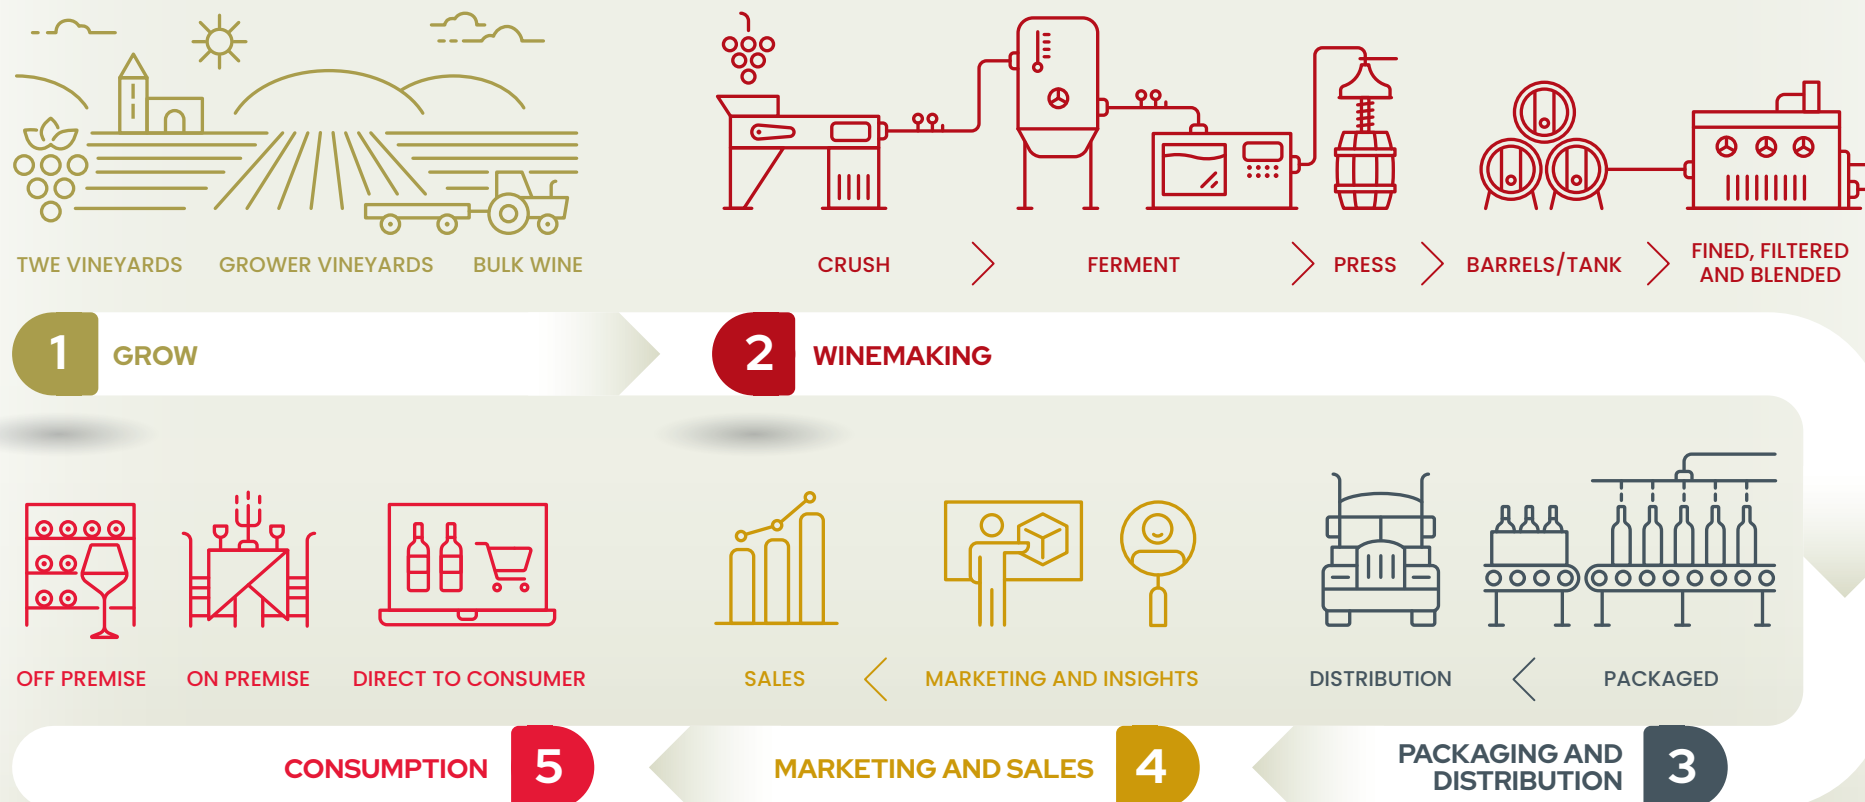 TWE VINEYARDS
GROWER VINEYARDS
BULK WINE
CRUSH
FERMENT
PRESS
BARRELS/TANK
FINED, FILTERED
AND BLENDED
1
GROW
2
WINEMAKING
OFF PREMISE
ON PREMISE
DIRECT TO CONSUMER
SALES
MARKETING AND INSIGHTS
DISTRIBUTION
PACKAGED
CONSUMPTION
5
MARKETING AND SALES
4
PACKAGING AND
DISTRIBUTION
3